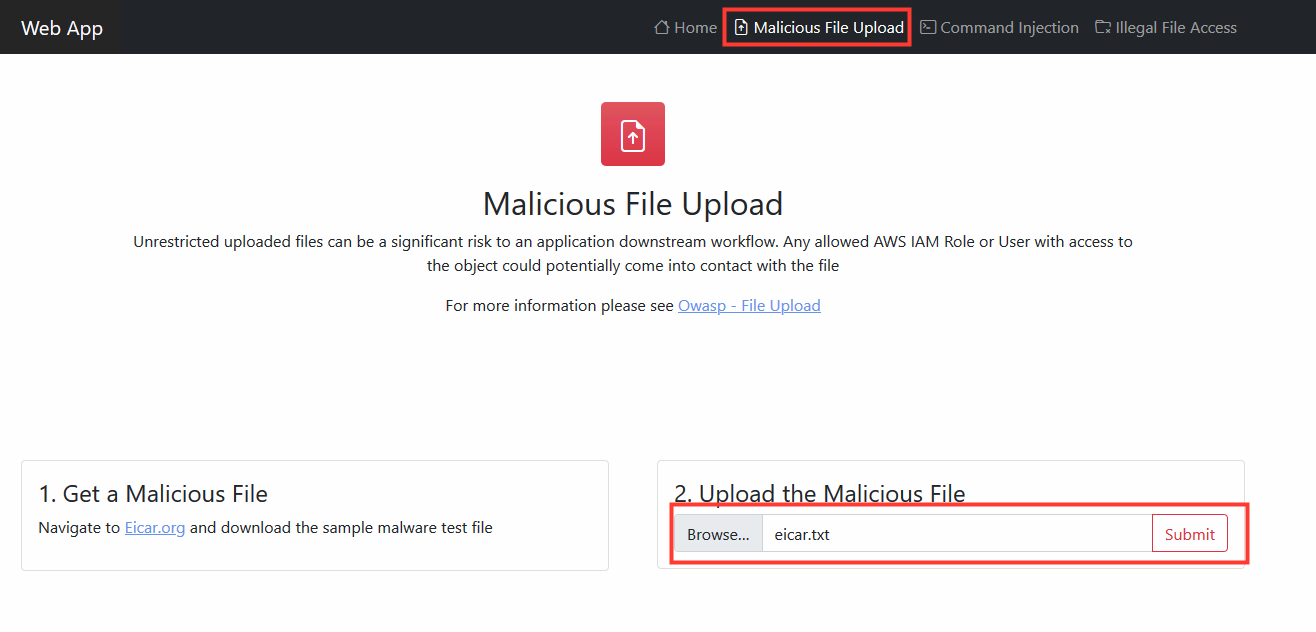 Web App
Home
Malicious File Upload
Command Injection
Illegal File Access
Malicious File Upload
Unrestricted uploaded files can be a significant risk to an application downstream workflow. Any allowed AWS IAM Role or User with access to
the object could potentially come into contact with the file
For more information please see Owasp - File Upload
1. Get a Malicious File
Navigate to Eicar.org and download the sample malware test file
2. Upload the Malicious File
Browse... eicar.txt Submit